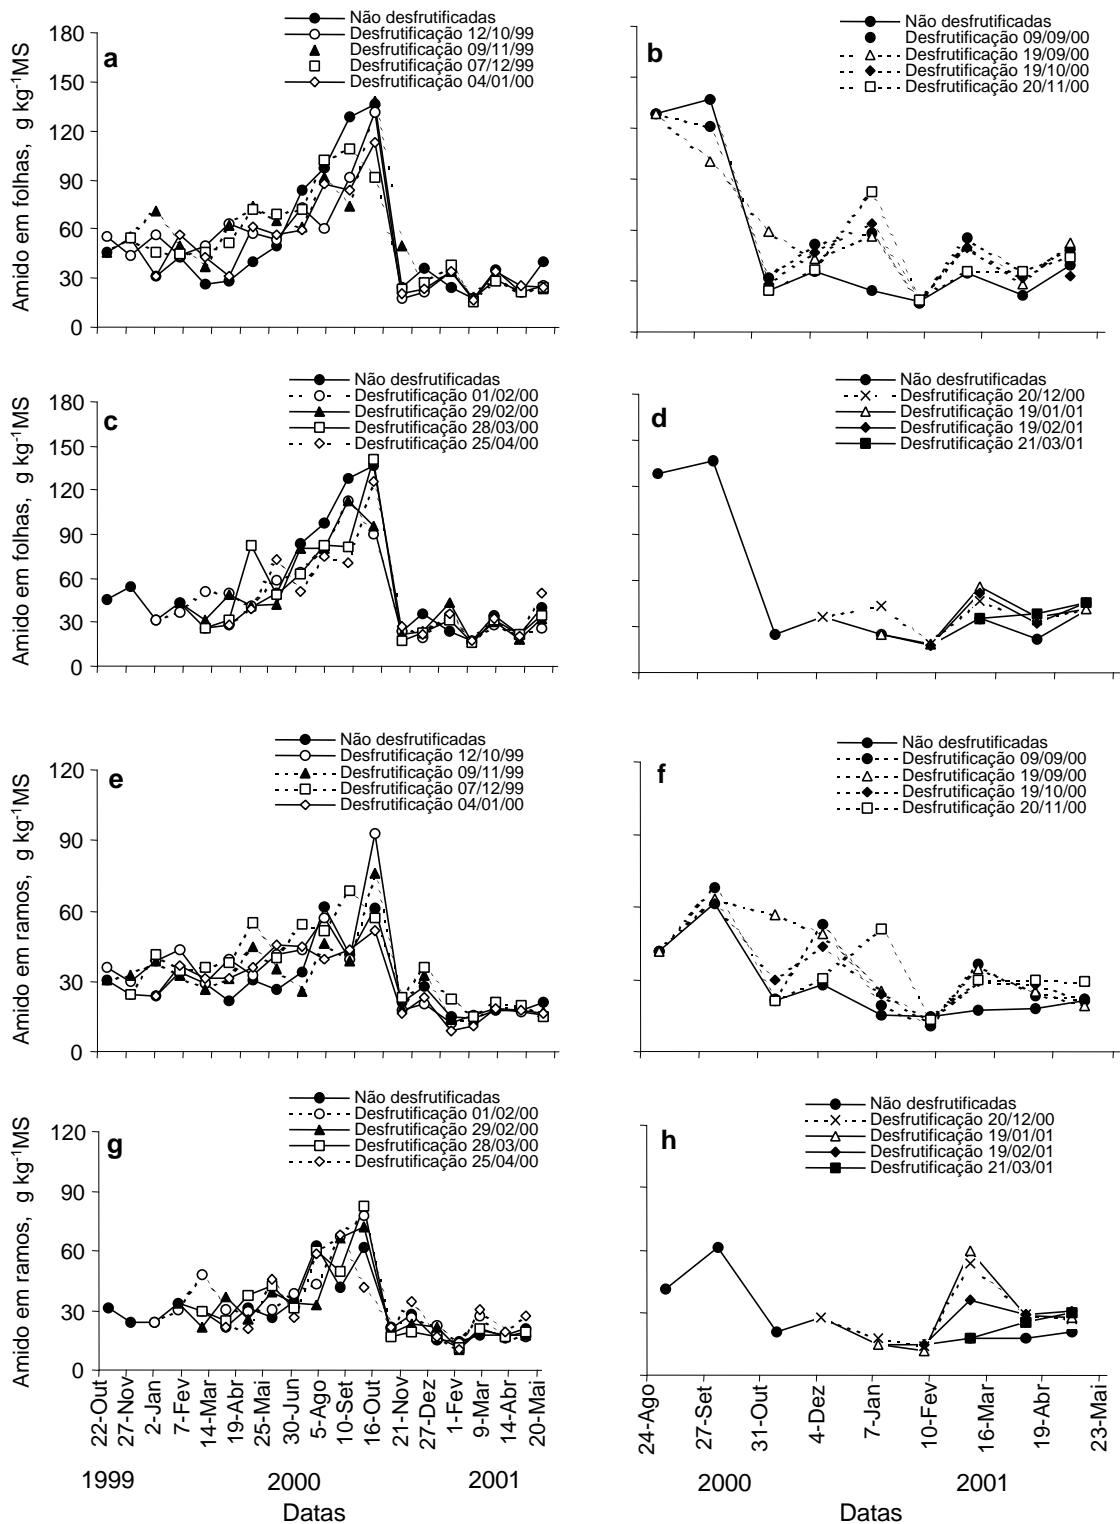 a
Amido em folhas, g kg-1MS
180
150
120
90
60
30
0
Não desfrutificadas
Desfrutificação 12/10/99
Desfrutificação 09/11/99
Desfrutificação 07/12/99
Desfrutificação 04/01/00
b
Não desfrutificadas
Desfrutificação 09/09/00
Desfrutificação 19/09/00
Desfrutificação 19/10/00
Desfrutificação 20/11/00
c
Amido em folhas, g kg-1MS
180
150
120
90
60
30
0
Não desfrutificadas
Desfrutificação 01/02/00
Desfrutificação 29/02/00
Desfrutificação 28/03/00
Desfrutificação 25/04/00
d
Não desfrutificadas
Desfrutificação 20/12/00
Desfrutificação 19/01/01
Desfrutificação 19/02/01
Desfrutificação 21/03/01
e
Amido em ramos, g kg-1MS
120
90
60
30
0
Não desfrutificadas
Desfrutificação 12/10/99
Desfrutificação 09/11/99
Desfrutificação 07/12/99
Desfrutificação 04/01/00
f
Não desfrutificadas
Desfrutificação 09/09/00
Desfrutificação 19/09/00
Desfrutificação 19/10/00
Desfrutificação 20/11/00
g
Amido em ramos, g kg-1MS
120
90
60
30
0
Não desfrutificadas
Desfrutificação 01/02/00
Desfrutificação 29/02/00
Desfrutificação 28/03/00
Desfrutificação 25/04/00
22-Out
27-Nov
2-Jan
7-Fev
14-Mar
19-Abr
25-Mai
30-Jun
5-Ago
10-Set
16-Out
21-Nov
27-Dez
1-Fev
9-Mar
14-Abr
20-Mai
1999
2000
2001
Datas
h
Não desfrutificadas
Desfrutificação 20/12/00
Desfrutificação 19/01/01
Desfrutificação 19/02/01
Desfrutificação 21/03/01
24-Ago
27-Set
31-Out
4-Dez
7-Jan
10-Fev
16-Mar
19-Abr
23-Mai
2000
2001
Datas